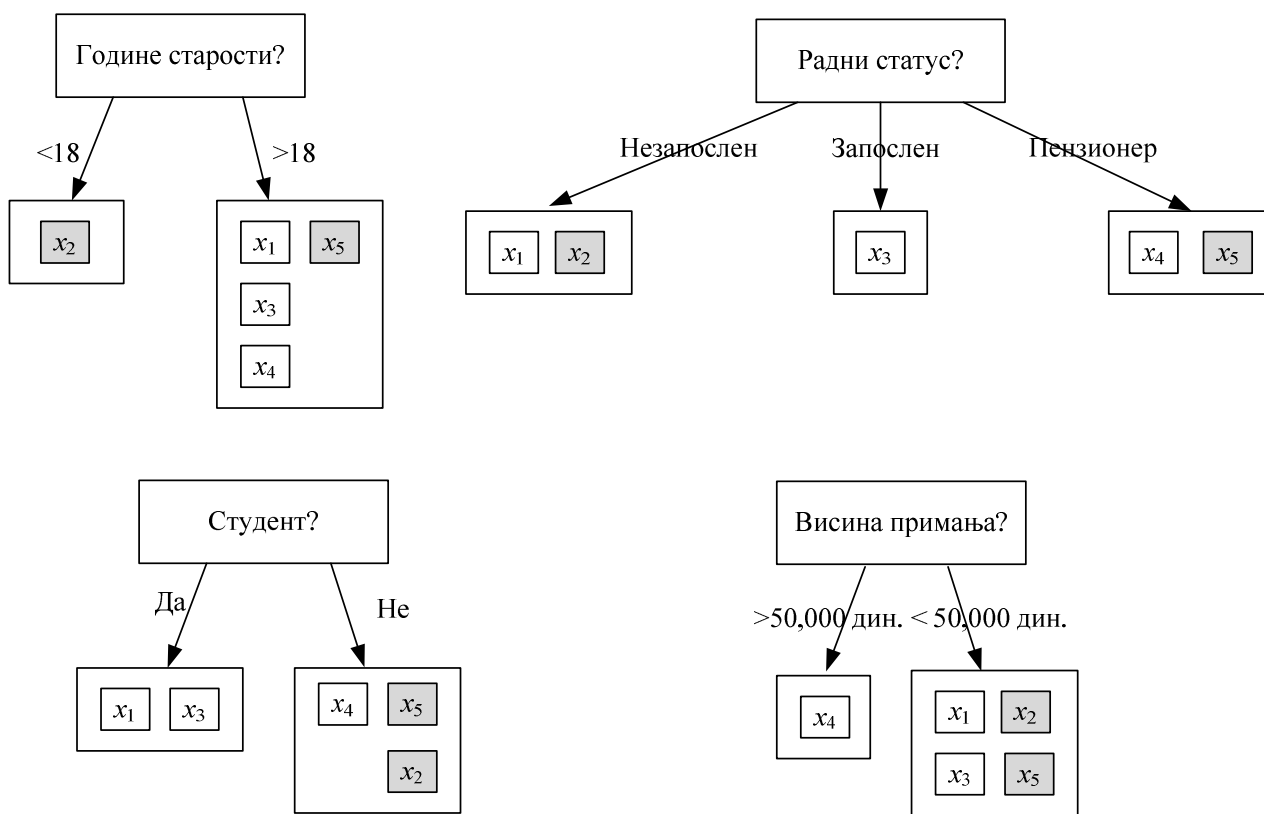 Године старости?
<18
>18
x2
x1 x5
x3
x4
Радни статус?
Незапослен
Запослен
Пензионер
x1 x2
x3
x4 x5
Студент?
Да
Не
x1 x3
x4 x5
x2
Висина примања?
>50,000 дин.
< 50,000 дин.
x4
x1 x2
x3 x5